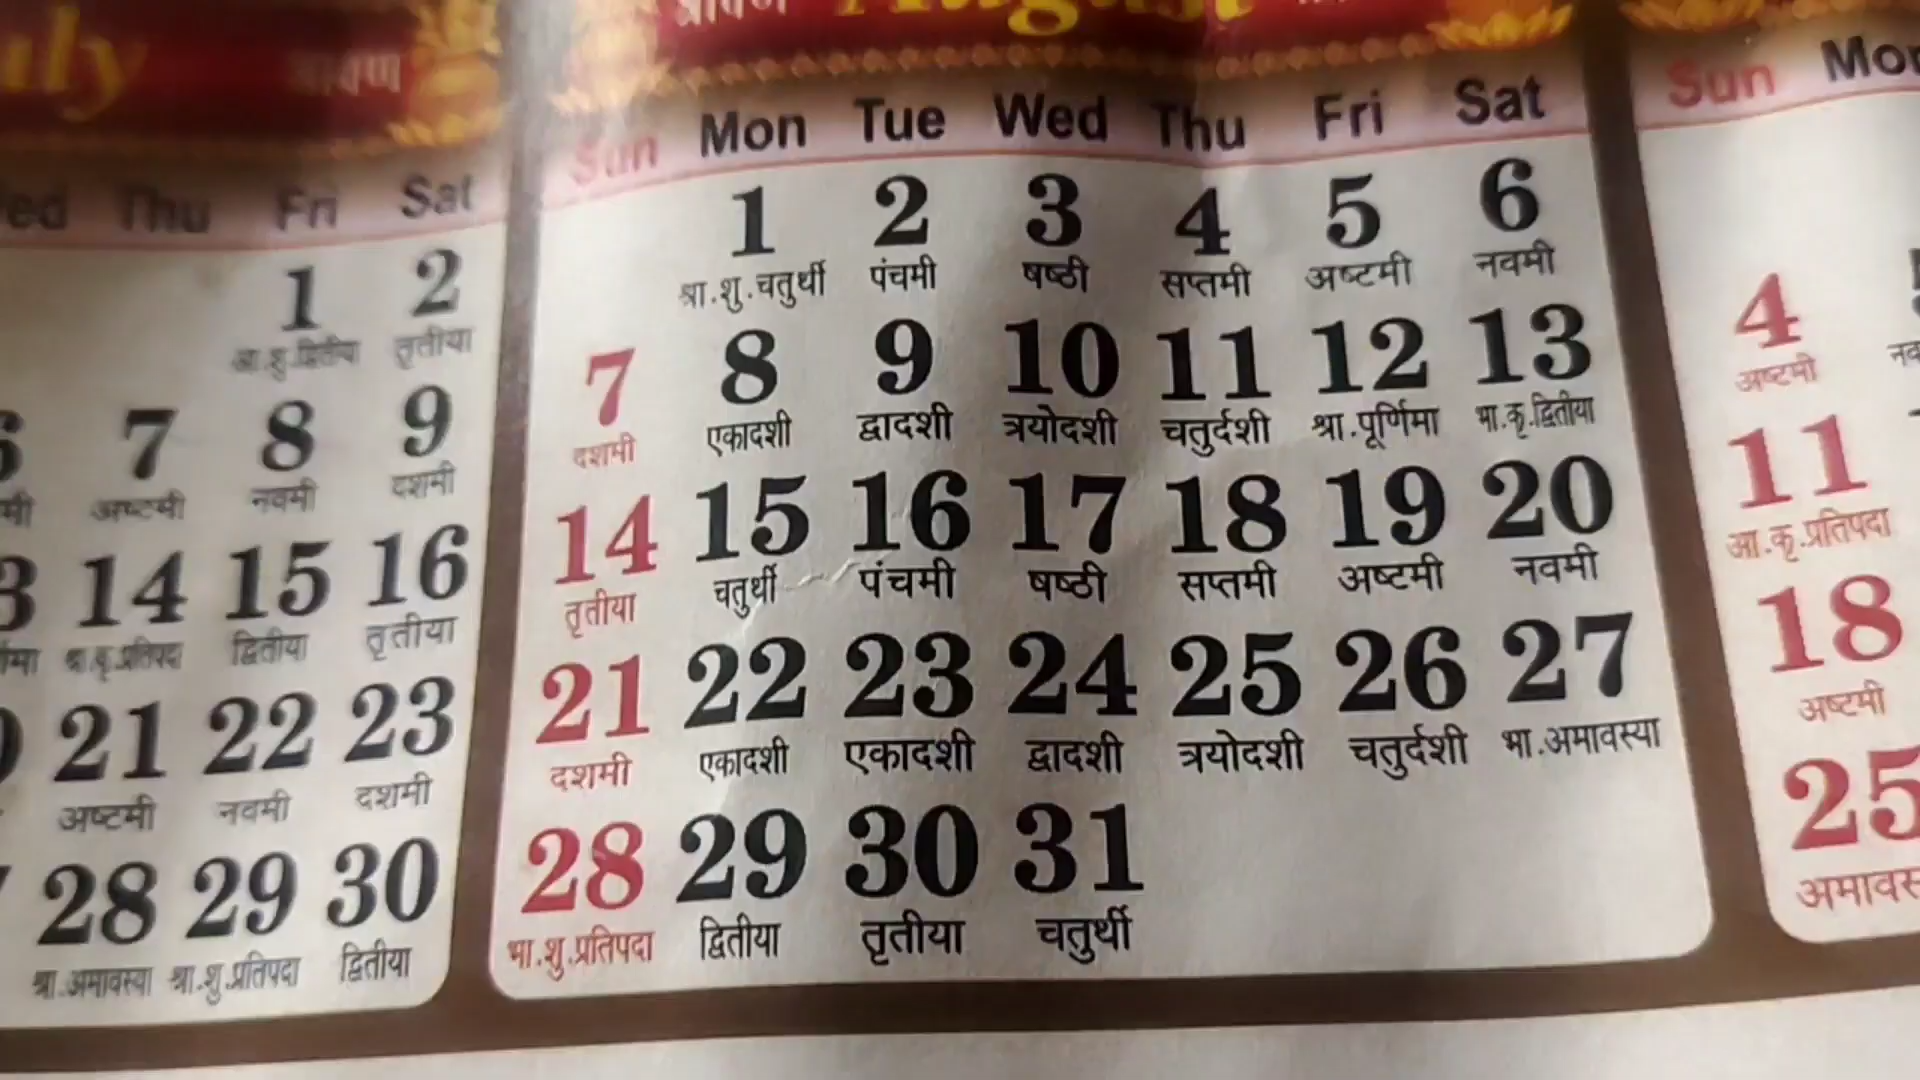 श्रावण
August
श्रावण
Wed Thu Fri Sat
1 2
आ.शु.द्वितीया तृतीया
7 8 9
अष्टमी नवमी दशमी
14 15 16
श्रा.कृ.प्रतिपदा द्वितीया तृतीया
21 22 23
अष्टमी नवमी दशमी
28 29 30
श्रा.अमावस्या श्रा.शु.प्रतिपदा द्वितीया
Sun Mon Tue Wed Thu Fri Sat
1 2 3 4 5 6
श्रा.शु.चतुर्थी पंचमी षष्ठी सप्तमी अष्टमी नवमी
7 8 9 10 11 12 13
दशमी एकादशी द्वादशी त्रयोदशी चतुर्दशी श्रा.पूर्णिमा भा.कृ.द्वितीया
14 15 16 17 18 19 20
तृतीया चतुर्थी पंचमी षष्ठी सप्तमी अष्टमी नवमी
21 22 23 24 25 26 27
दशमी एकादशी एकादशी द्वादशी त्रयोदशी चतुर्दशी भा.अमावस्या
28 29 30 31
भा.शु.प्रतिपदा द्वितीया तृतीया चतुर्थी
Sun Mon
4
अष्टमी
11
आ.कृ.प्रतिपदा
18
अष्टमी
25